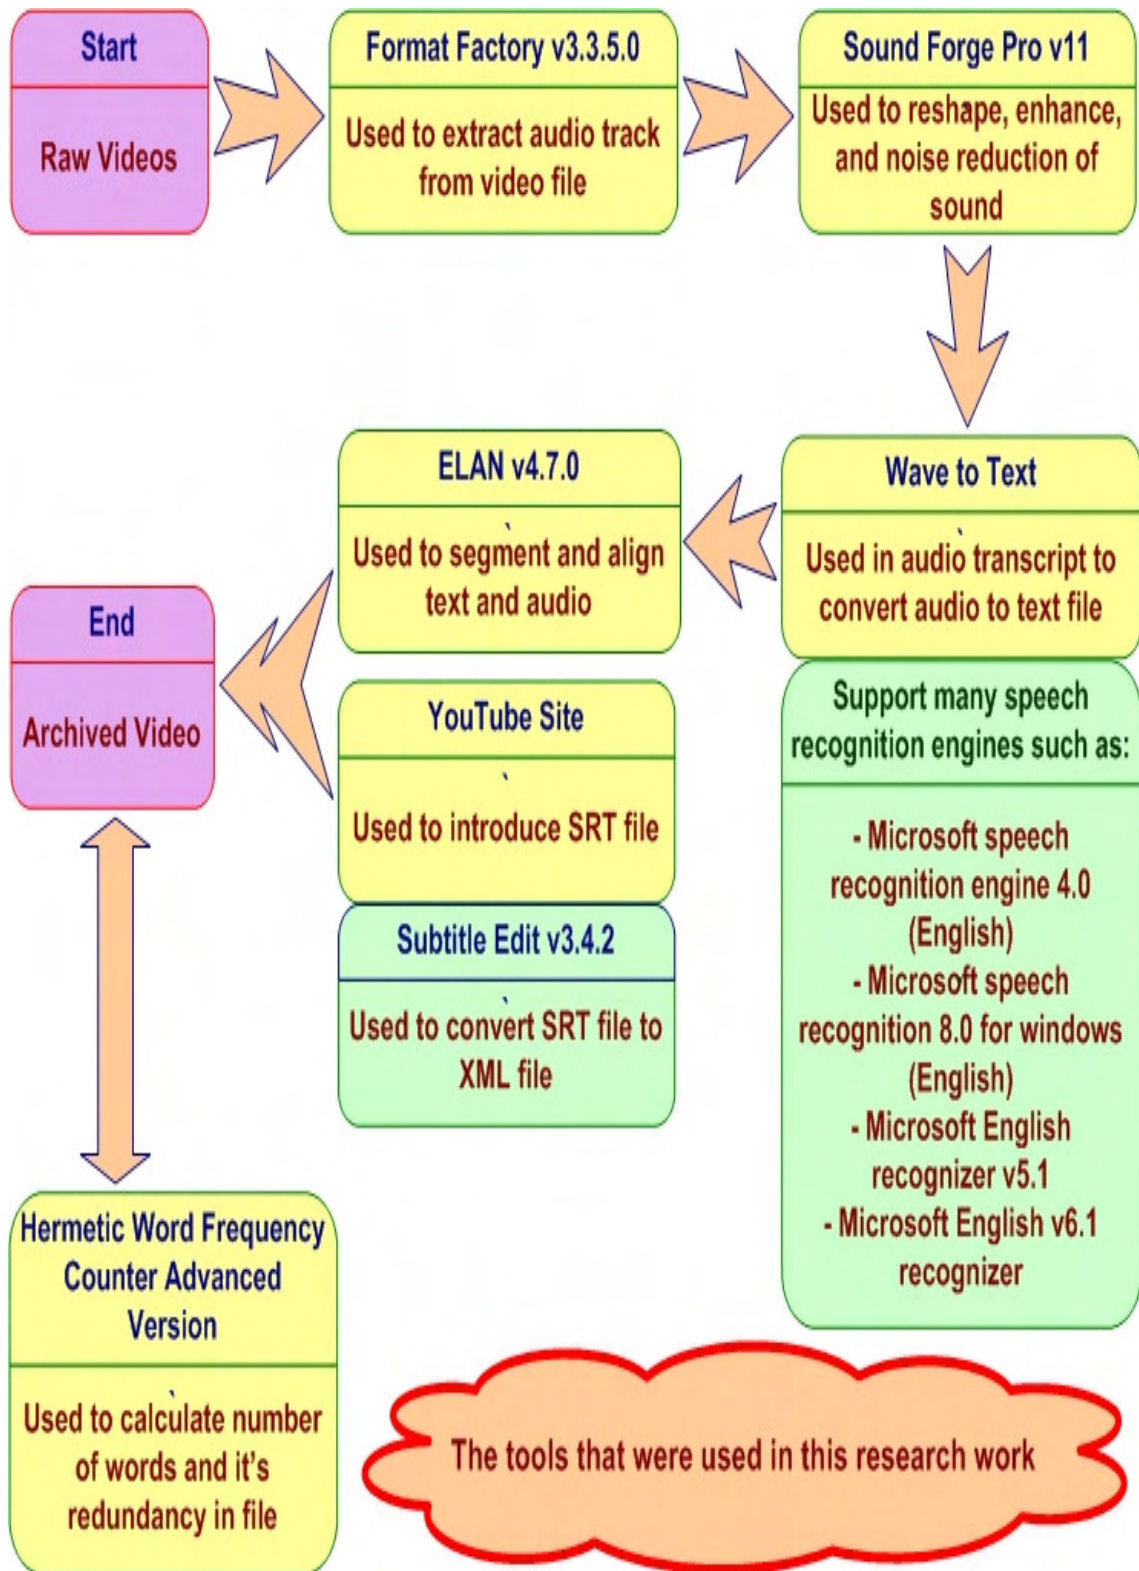 Start
Raw Videos
Format Factory v3.3.5.0
Used to extract audio track
from video file
Sound Forge Pro v11
Used to reshape, enhance,
and noise reduction of
sound
Wave to Text
Used in audio transcript to
convert audio to text file
Support many speech
recognition engines such as:
- Microsoft speech
recognition engine 4.0
(English)
- Microsoft speech
recognition 8.0 for windows
(English)
- Microsoft English
recognizer v5.1
- Microsoft English v6.1
recognizer
ELAN v4.7.0
Used to segment and align
text and audio
YouTube Site
Used to introduce SRT file
Subtitle Edit v3.4.2
Used to convert SRT file to
XML file
End
Archived Video
Hermetic Word Frequency
Counter Advanced
Version
Used to calculate number
of words and it's
redundancy in file
The tools that were used in this research work